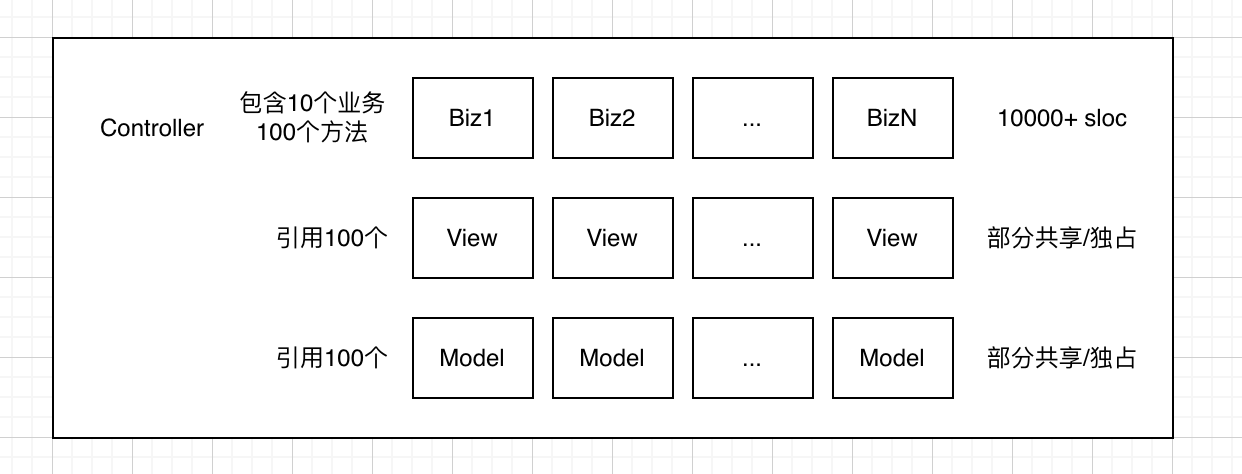 Controller
包含10个业务
100个方法
Biz1
Biz2
...
BizN
10000+ sloc
引用100个
View
View
...
View
部分共享/独占
引用100个
Model
Model
...
Model
部分共享/独占